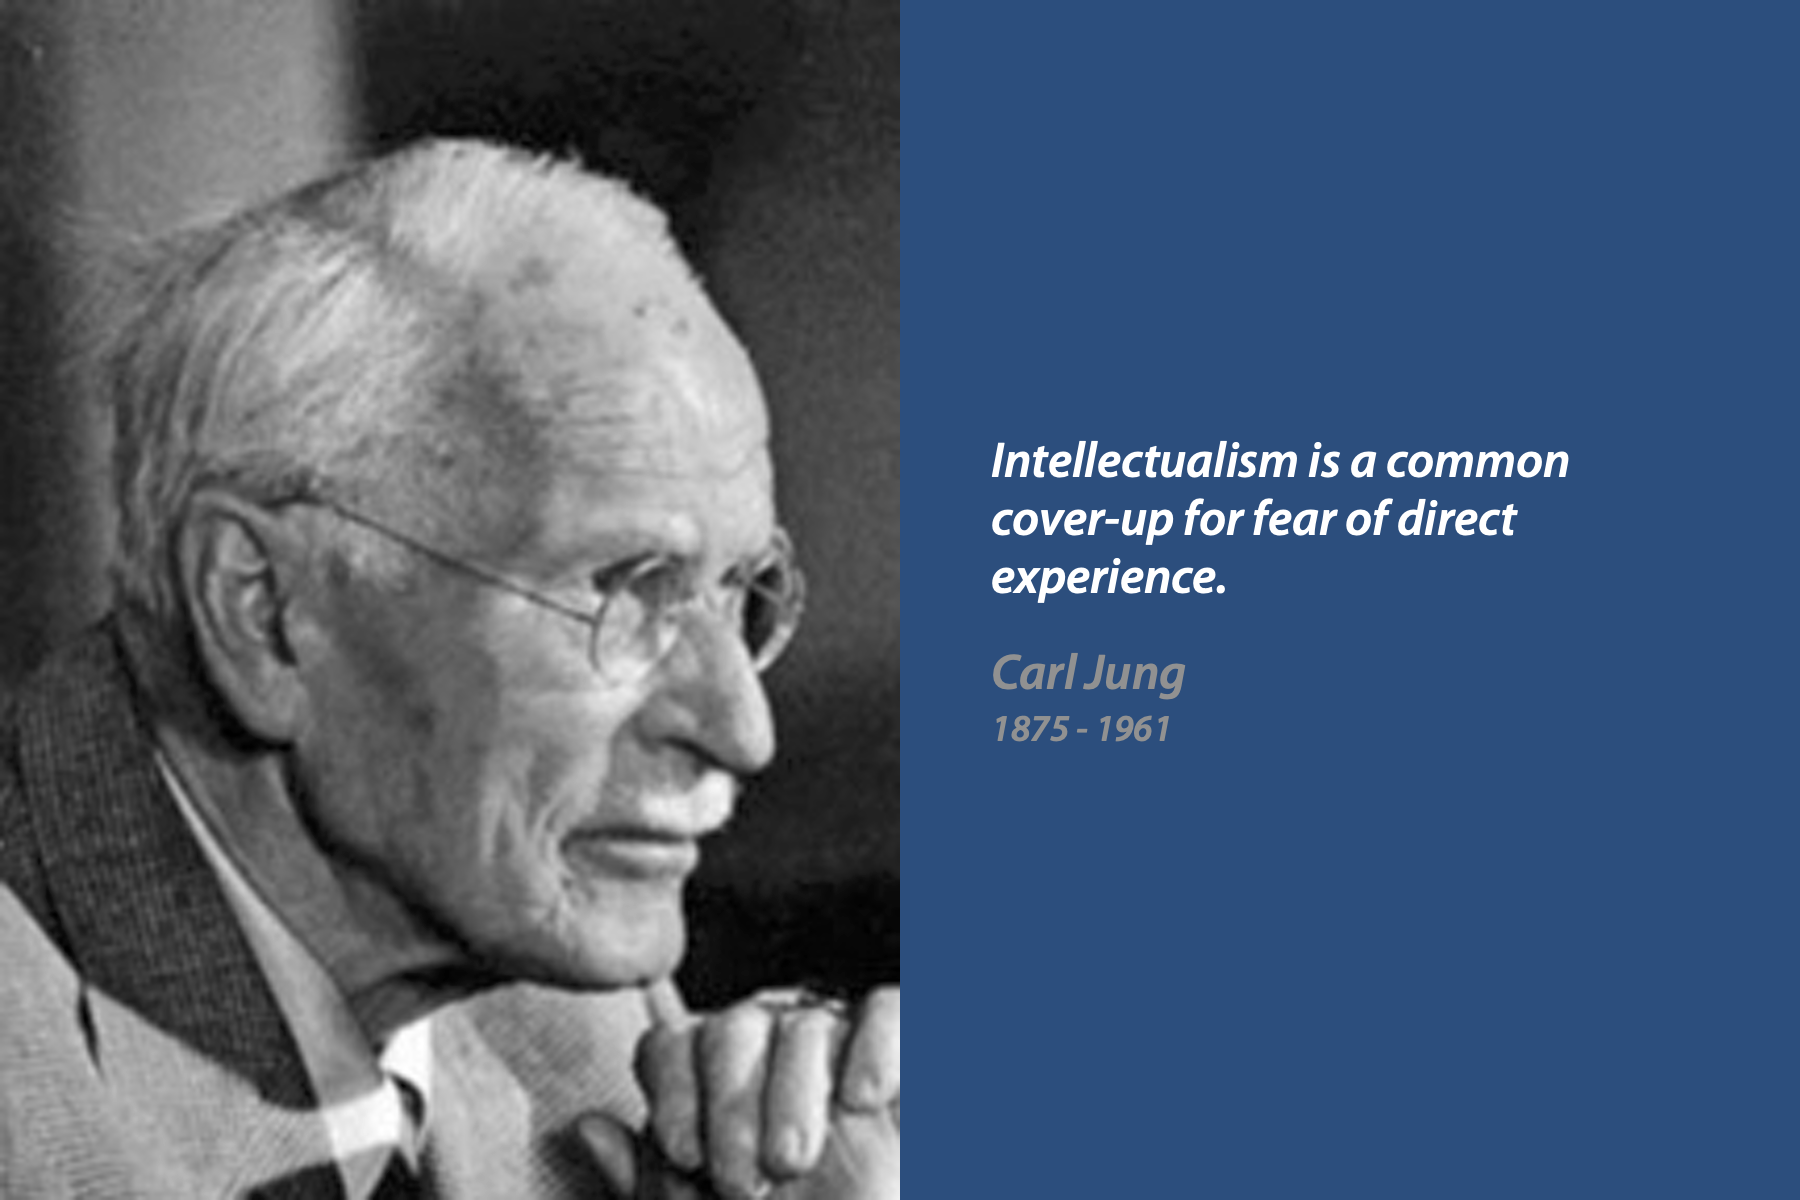 Intellectualism is a common
cover-up for fear of direct
experience.
Carl Jung
1875 - 1961